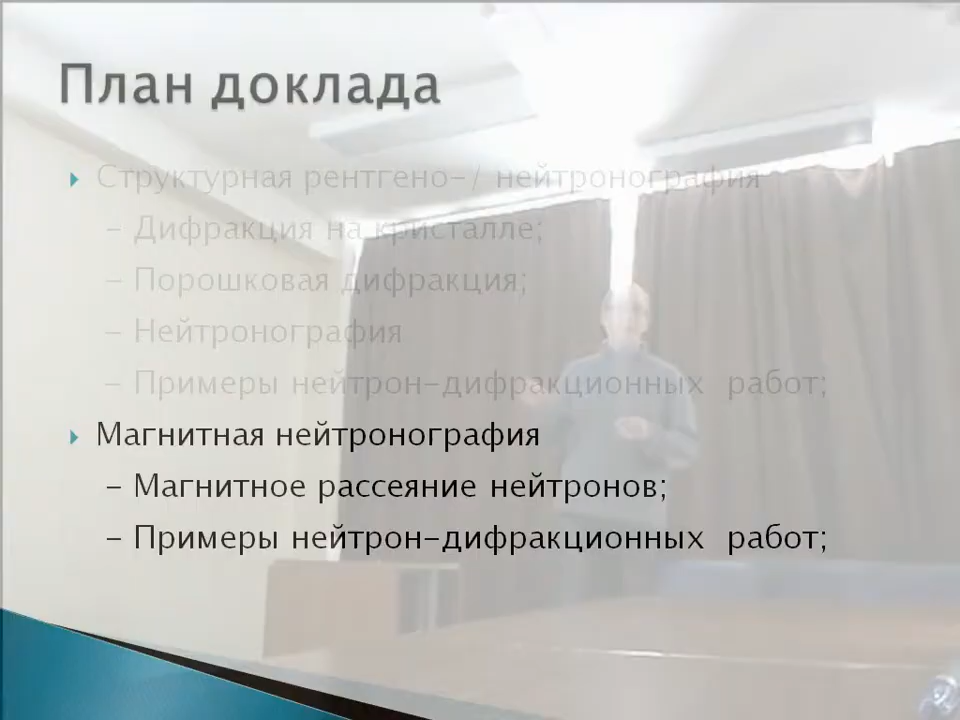 План доклада
Структурная рентгено-/ нейтронография
– Дифракция на кристалле;
– Порошковая дифракция;
– Нейтронография
– Примеры нейтрон-дифракционных работ;
Магнитная нейтронография
– Магнитное рассеяние нейтронов;
– Примеры нейтрон-дифракционных работ;